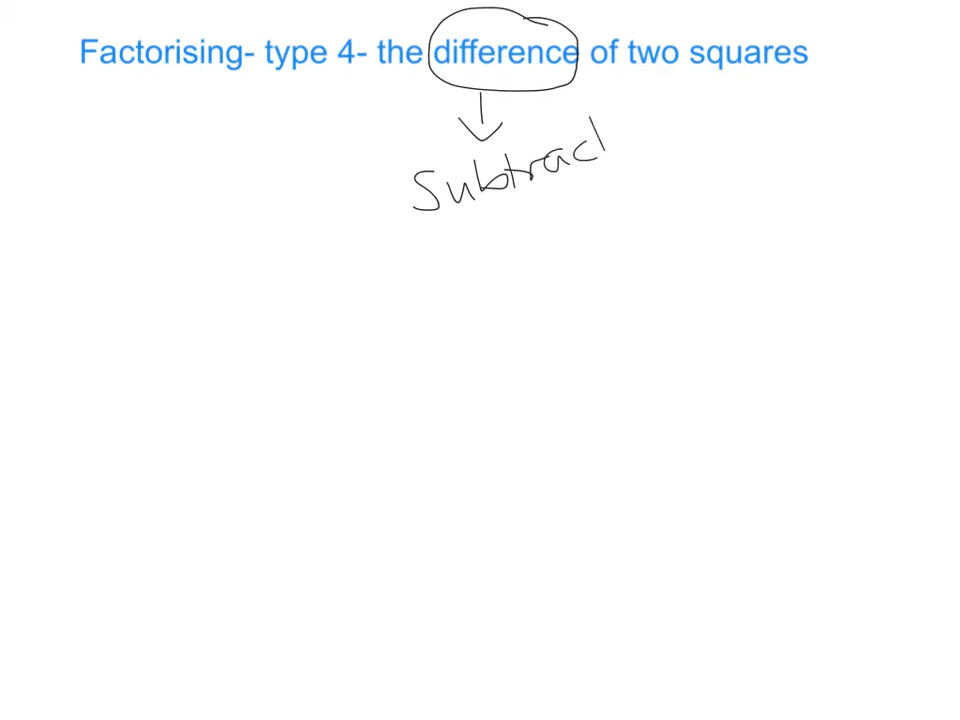 Factorising- type 4- the difference of two squares
Subtract